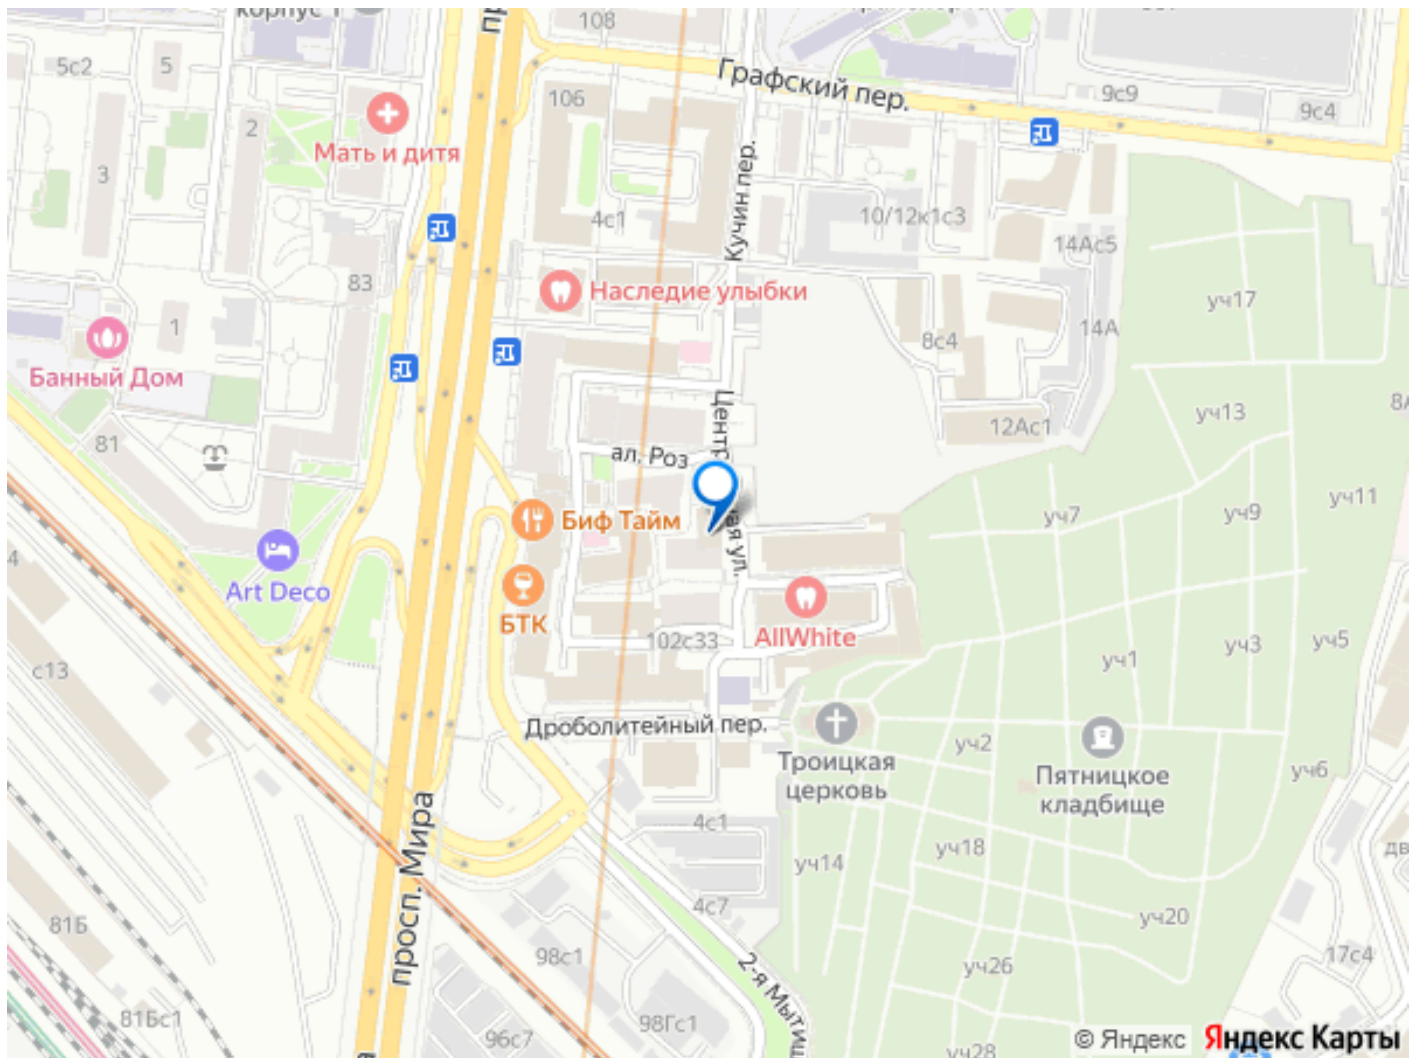 корпус 1
108
5с2
5
Графский пер.
9с9
9с4
106
2
Мать и дитя
3
Кучин пер.
4с1
10/12к1с3
14Ас5
83
Наследие улыбки
уч17
1
14А
8с4
Банный Дом
Центральная ул.
уч13
12Ас1
81
ал. Роз
уч11
уч7
уч9
Биф Тайм
Art Deco
БТК
AllWhite
102с33
уч3
уч5
уч1
с13
Дроболитейный пер.
уч2
Троицкая
церковь
Пятницкое
кладбище
уч6
просп. Мира
4с1
уч18
уч14
4с7
81Б
уч20
98с1
17с4
уч26
81Бс1
98Гс1
96с7
2-я Мыти
уч28
© Яндекс
Яндекс Карты